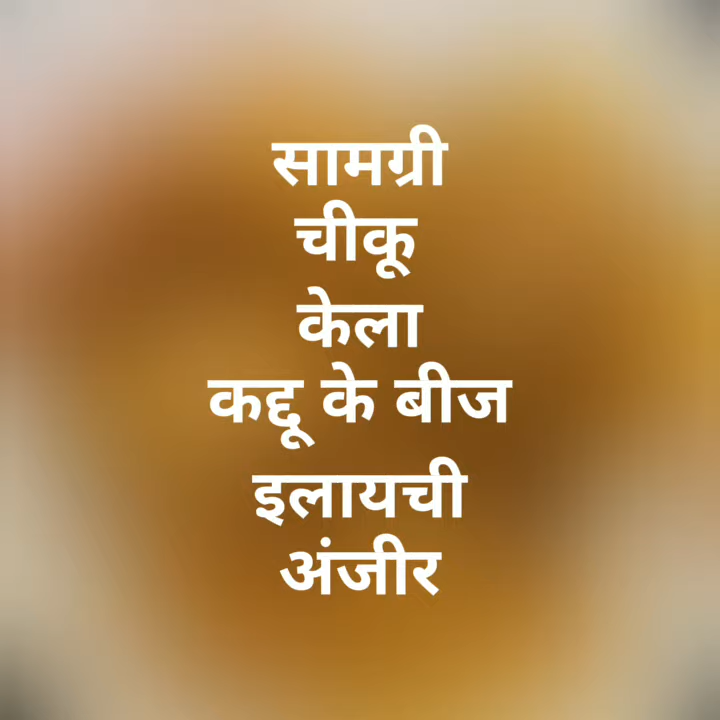 सामग्री
चीकू
केला
कद्दू के बीज
इलायची
अंजीर